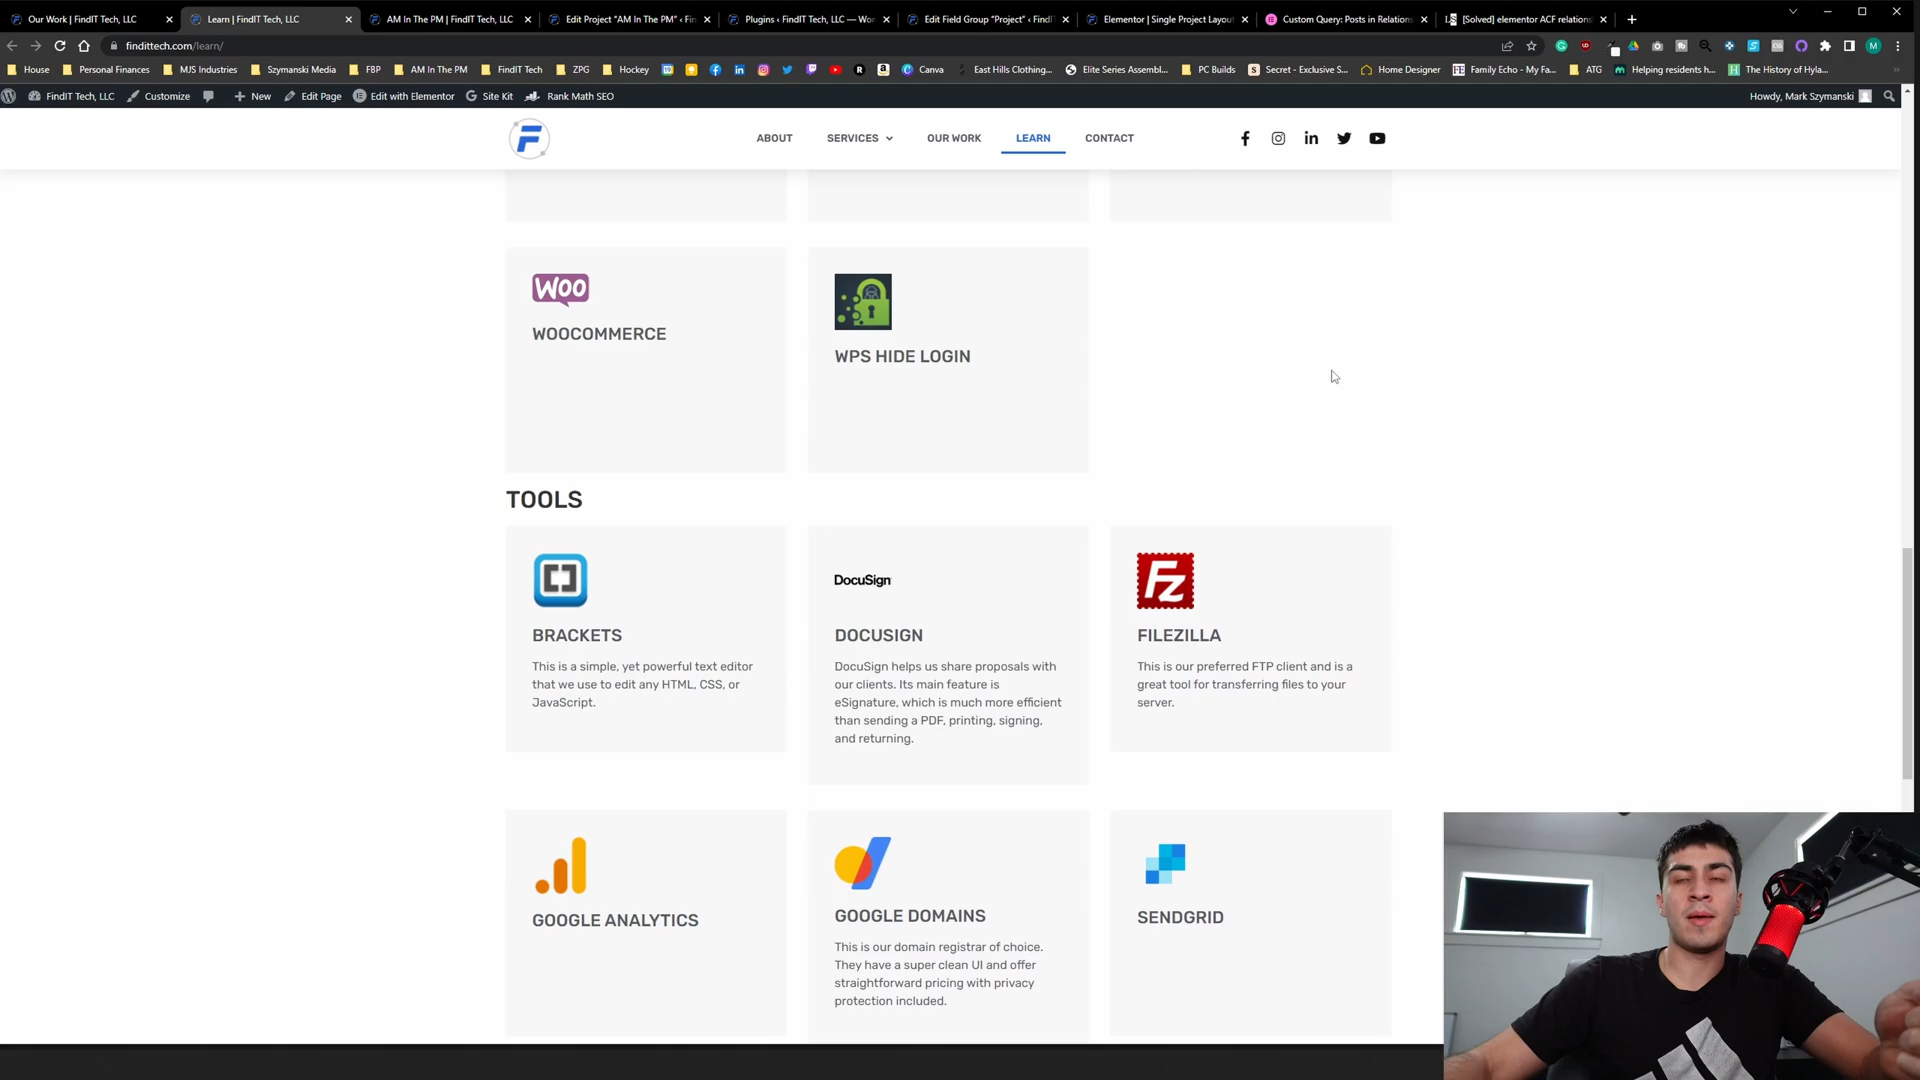 Our Work | FindIT Tech, LLC
Learn | FindIT Tech, LLC
AM In The PM | FindIT Tech, LLC
Edit Project "AM In The PM" ‹ Fin
Plugins ‹ FindIT Tech, LLC — Wor
Edit Field Group "Project" ‹ FindI
Elementor | Single Project Layou
Custom Query: Posts in Relations
[Solved] elementor ACF relations
findittech.com/learn/
House
Personal Finances
MJS Industries
Szymanski Media
FBP
AM In The PM
FindIT Tech
ZPG
Hockey
Canva
East Hills Clothing...
Elite Series Assembl...
PC Builds
Secret - Exclusive S...
Home Designer
Family Echo - My Fa...
ATG
Helping residents h...
The History of Hyla...
FindIT Tech, LLC
Customize
New
Edit Page
Edit with Elementor
Site Kit
Rank Math SEO
Howdy, Mark Szymanski
F
ABOUT
SERVICES
OUR WORK
LEARN
CONTACT
WOO
WOOCOMMERCE
WPS HIDE LOGIN
TOOLS
BRACKETS
This is a simple, yet powerful text editor
that we use to edit any HTML, CSS, or
JavaScript.
DocuSign
DOCUSIGN
DocuSign helps us share proposals with
our clients. Its main feature is
eSignature, which is much more efficient
than sending a PDF, printing, signing,
and returning.
Fz
FILEZILLA
This is our preferred FTP client and is a
great tool for transferring files to your
server.
GOOGLE ANALYTICS
GOOGLE DOMAINS
This is our domain registrar of choice.
They have a super clean UI and offer
straightforward pricing with privacy
protection included.
SENDGRID